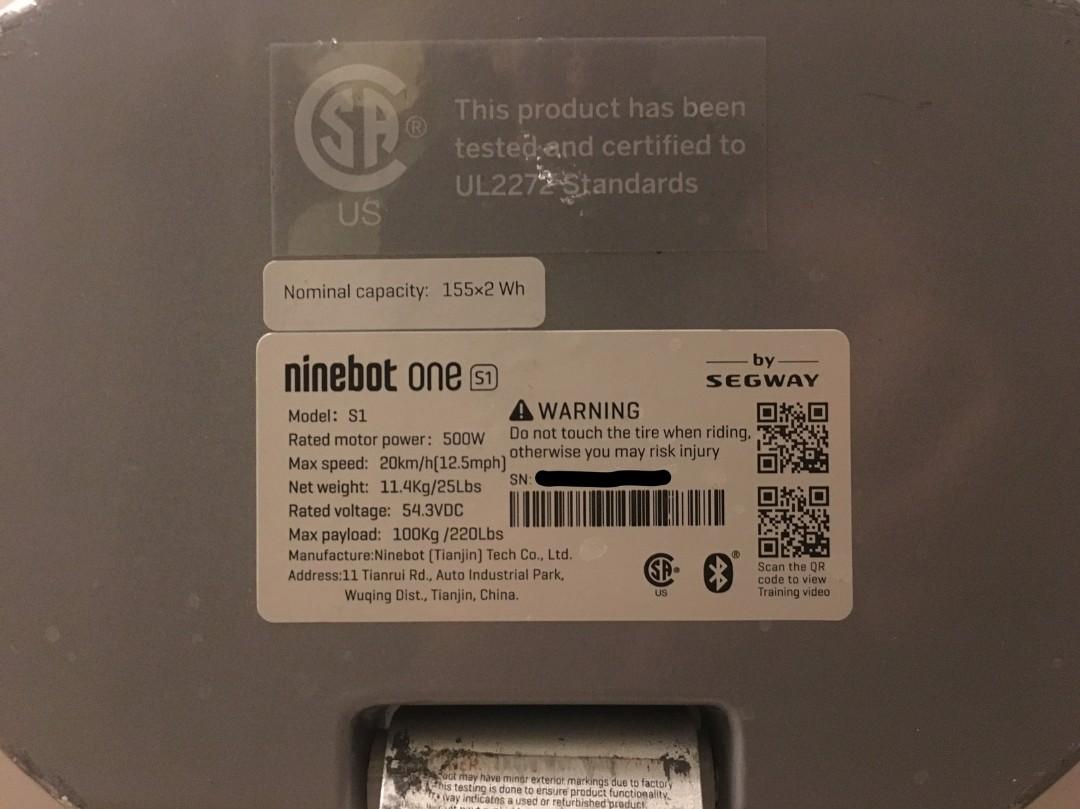 CSA ®
US
This product has been
tested and certified to
UL2272 Standards
Nominal capacity: 155×2 Wh
ninebot one S1
by
SEGWAY
Model: S1
Rated motor power: 500W
Max speed: 20km/h(12.5mph)
Net weight: 11.4Kg/25Lbs
Rated voltage: 54.3VDC
Max payload: 100Kg /220Lbs
Manufacture:Ninebot (Tianjin) Tech Co., Ltd.
Address:11 Tianrui Rd., Auto Industrial Park,
Wuqing Dist., Tianjin, China.
WARNING
Do not touch the tire when riding,
otherwise you may risk injury
SN:
CSA ®
US
®
Scan the QR
code to view
Training video
may have minor exterior markings due to factory
testing is done to ensure product functionality
indicates a used or refurbished product.